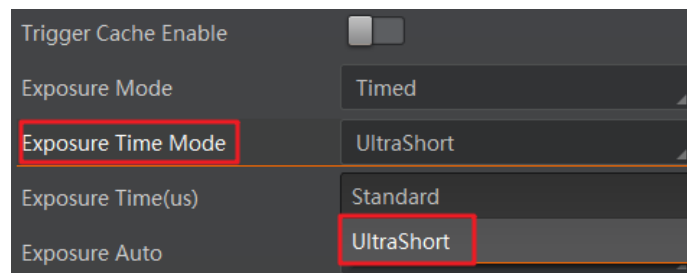 Trigger Cache Enable
Exposure Mode Timed
Exposure Time Mode UltraShort
Exposure Time(us) Standard
Exposure Auto UltraShort